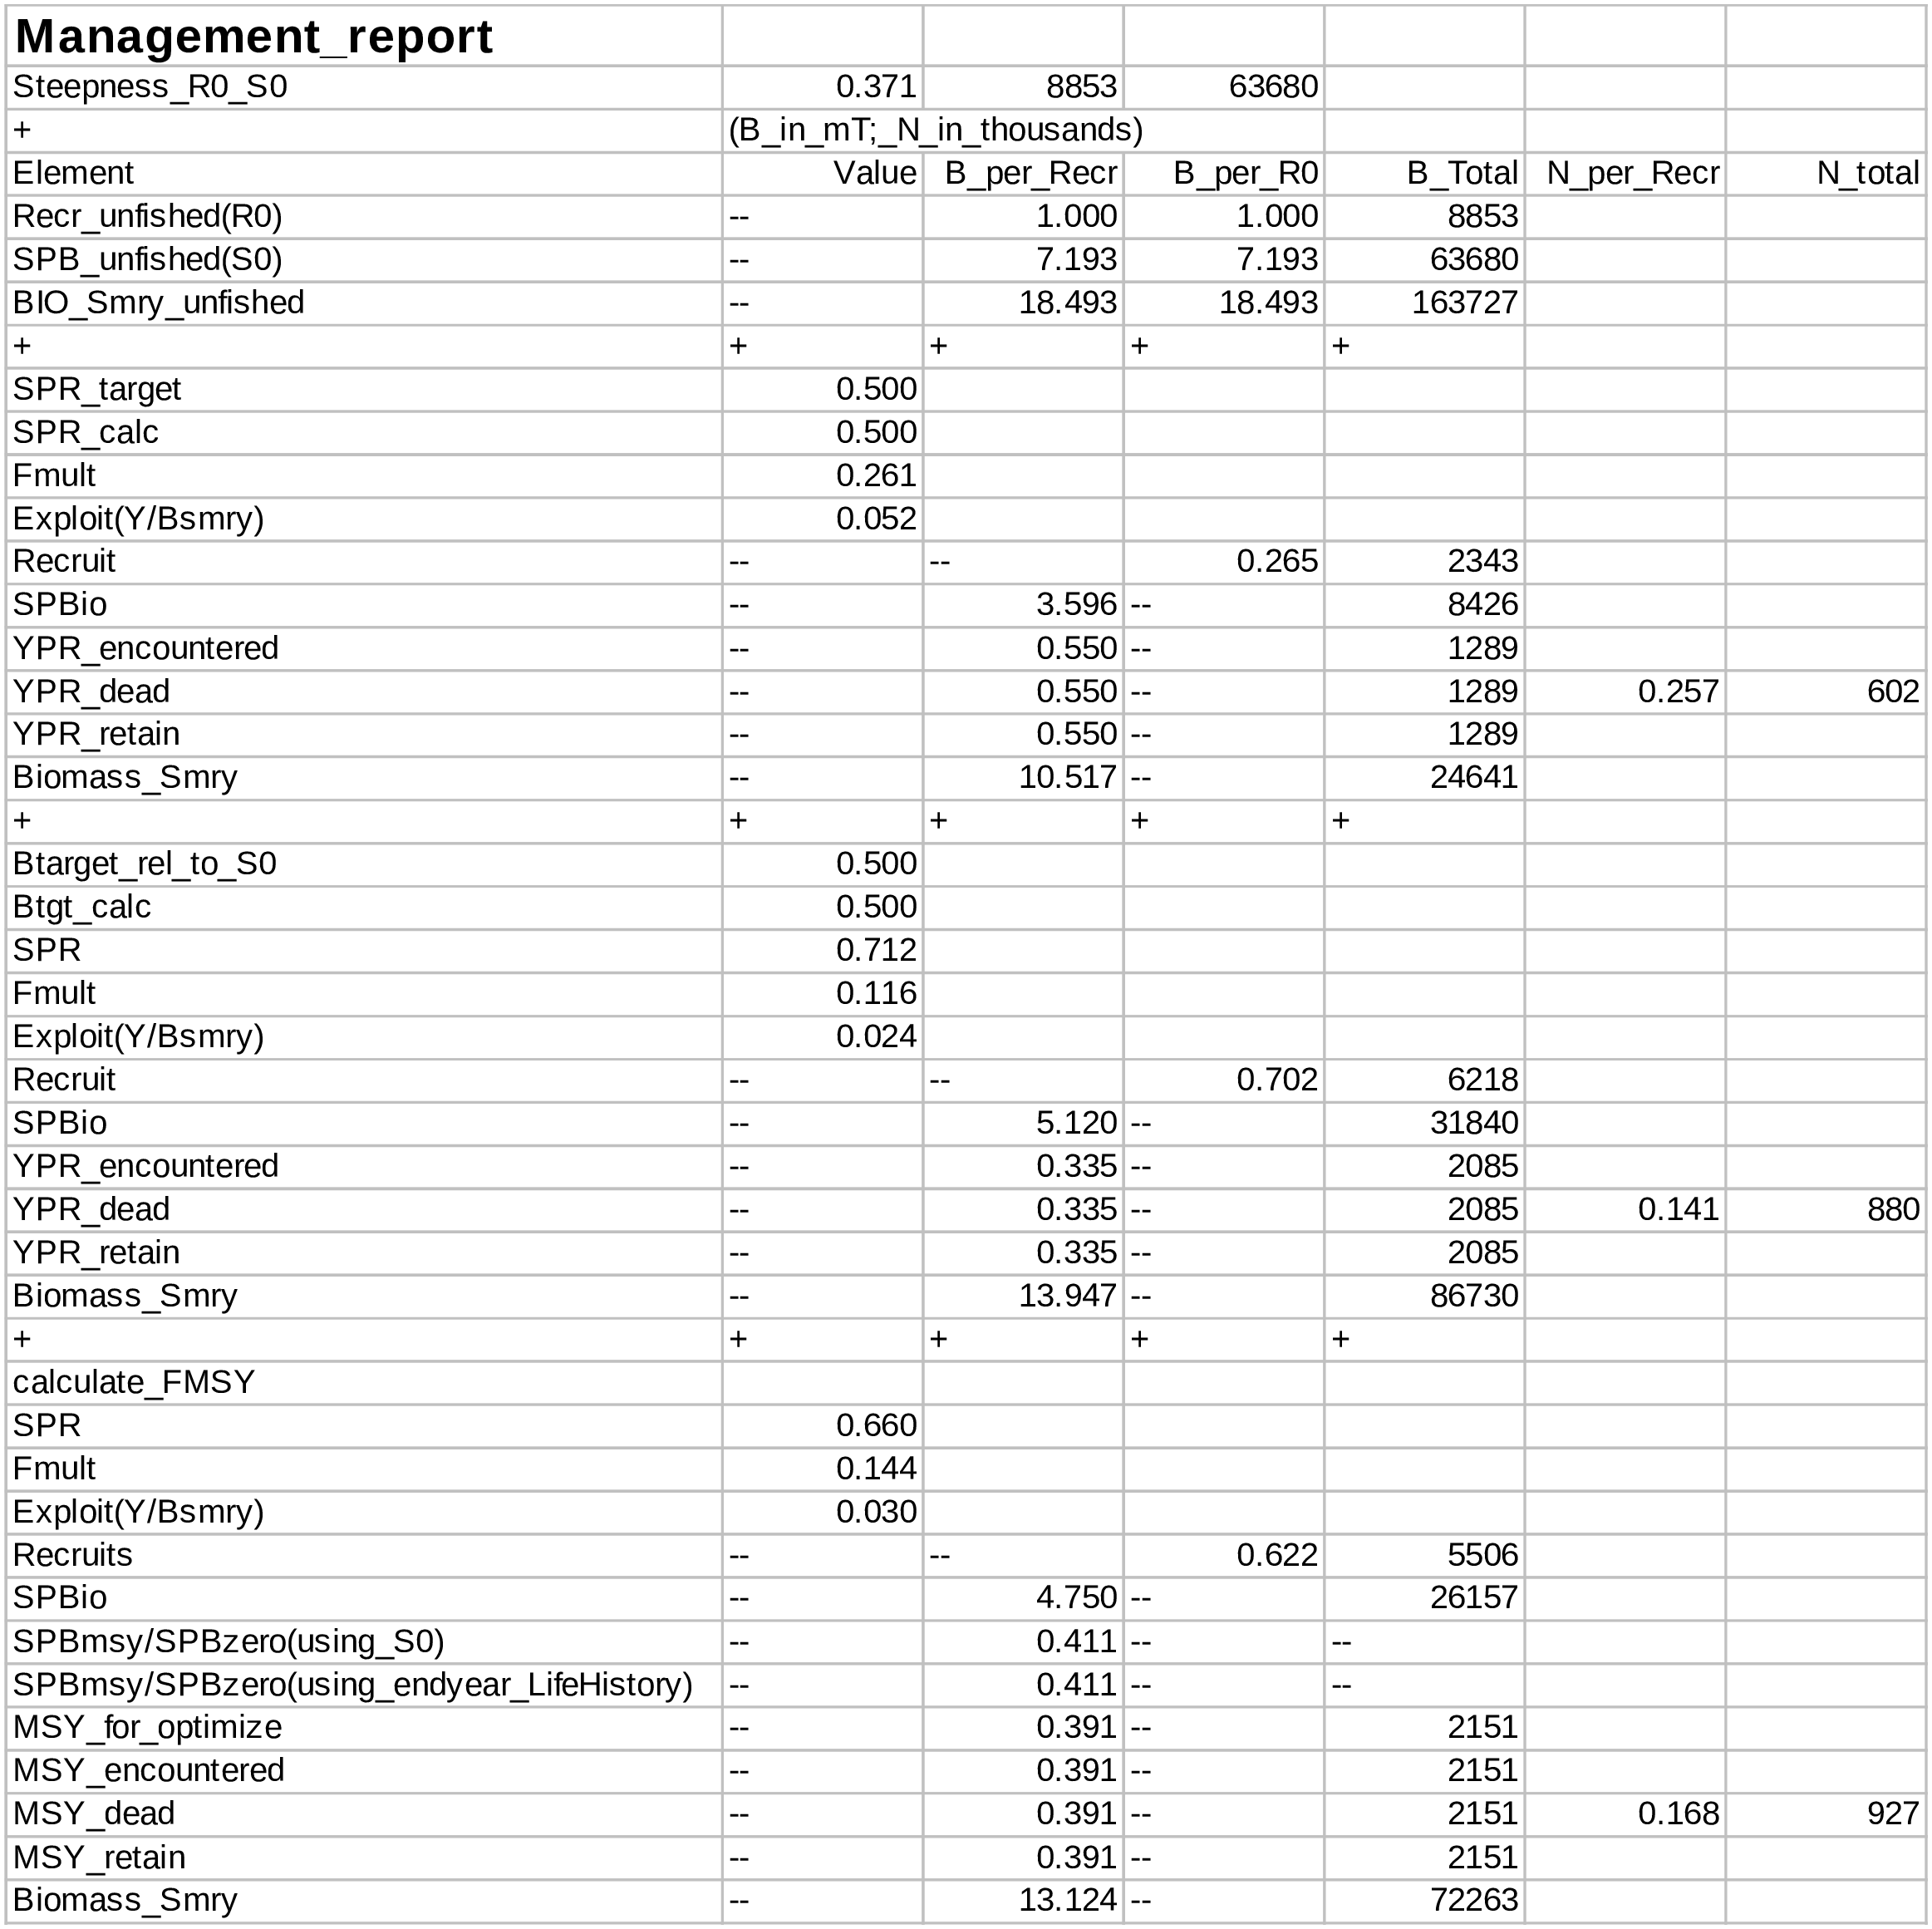 Management_report
Steepness_R0_S0 0.371 8853 63680
+ (B_in_mT;_N_in_thousands)
Element Value B_per_Recr B_per_R0 B_Total N_per_Recr N_total
Recr_unfished(R0) -- 1.000 1.000 8853
SPB_unfished(S0) -- 7.193 7.193 63680
BIO_Smry_unfished -- 18.493 18.493 163727
+ + + + +
SPR_target 0.500
SPR_calc 0.500
Fmult 0.261
Exploit(Y/Bsmry) 0.052
Recruit -- -- 0.265 2343
SPBio -- 3.596 -- 8426
YPR_encountered -- 0.550 -- 1289
YPR_dead -- 0.550 -- 1289 0.257 602
YPR_retain -- 0.550 -- 1289
Biomass_Smry -- 10.517 -- 24641
+ + + + +
Btarget_rel_to_S0 0.500
Btgt_calc 0.500
SPR 0.712
Fmult 0.116
Exploit(Y/Bsmry) 0.024
Recruit -- -- 0.702 6218
SPBio -- 5.120 -- 31840
YPR_encountered -- 0.335 -- 2085
YPR_dead -- 0.335 -- 2085 0.141 880
YPR_retain -- 0.335 -- 2085
Biomass_Smry -- 13.947 -- 86730
+ + + + +
calculate_FMSY
SPR 0.660
Fmult 0.144
Exploit(Y/Bsmry) 0.030
Recruits -- -- 0.622 5506
SPBio -- 4.750 -- 26157
SPBmsy/SPBzero(using_S0) -- 0.411 -- --
SPBmsy/SPBzero(using_endyear_LifeHistory) -- 0.411 -- --
MSY_for_optimize -- 0.391 -- 2151
MSY_encountered -- 0.391 -- 2151
MSY_dead -- 0.391 -- 2151 0.168 927
MSY_retain -- 0.391 -- 2151
Biomass_Smry -- 13.124 -- 72263